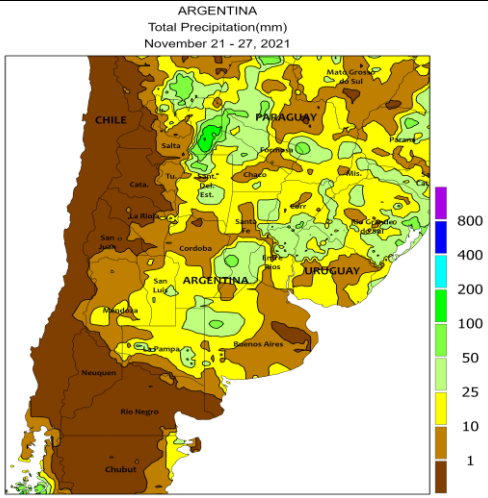 ARGENTINA
Total Precipitation(mm)
November 21 - 27, 2021
Mato Grosso
do Sul
CHILE
PARAGUAY
Salta
Formosa
Parana
Tu.
Sant.
Del.
Est.
Chaco
Mis.
Cata.
La Rioja
Corr
Santa
Fe
Rio Grande
do Sul
San
Juan
Cordoba
Entre
Rios
URUGUAY
San
Luis
ARGENTINA
Mendoza
La Pampa
Buenos Aires
Neuquen
Rio Negro
Chubut
800
400
200
100
50
25
10
1